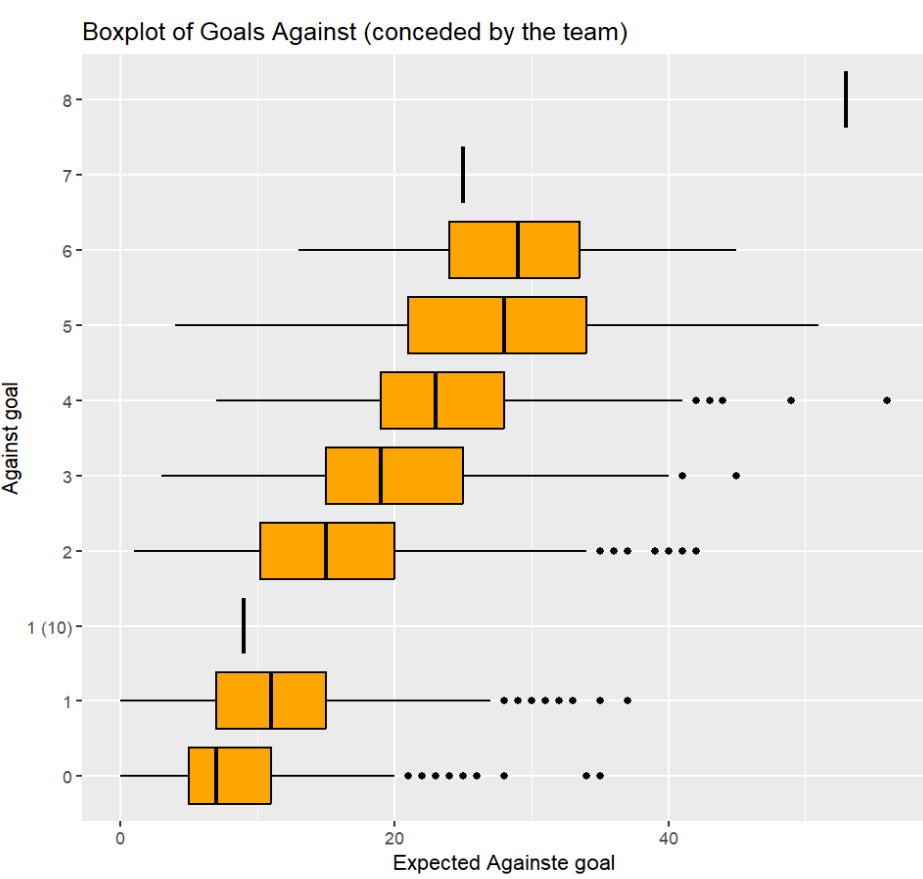 Boxplot of Goals Against (conceded by the team)
Against goal
8
7
6
5
4
3
2
1 (10)
1
0
0 20 40
Expected Againste goal